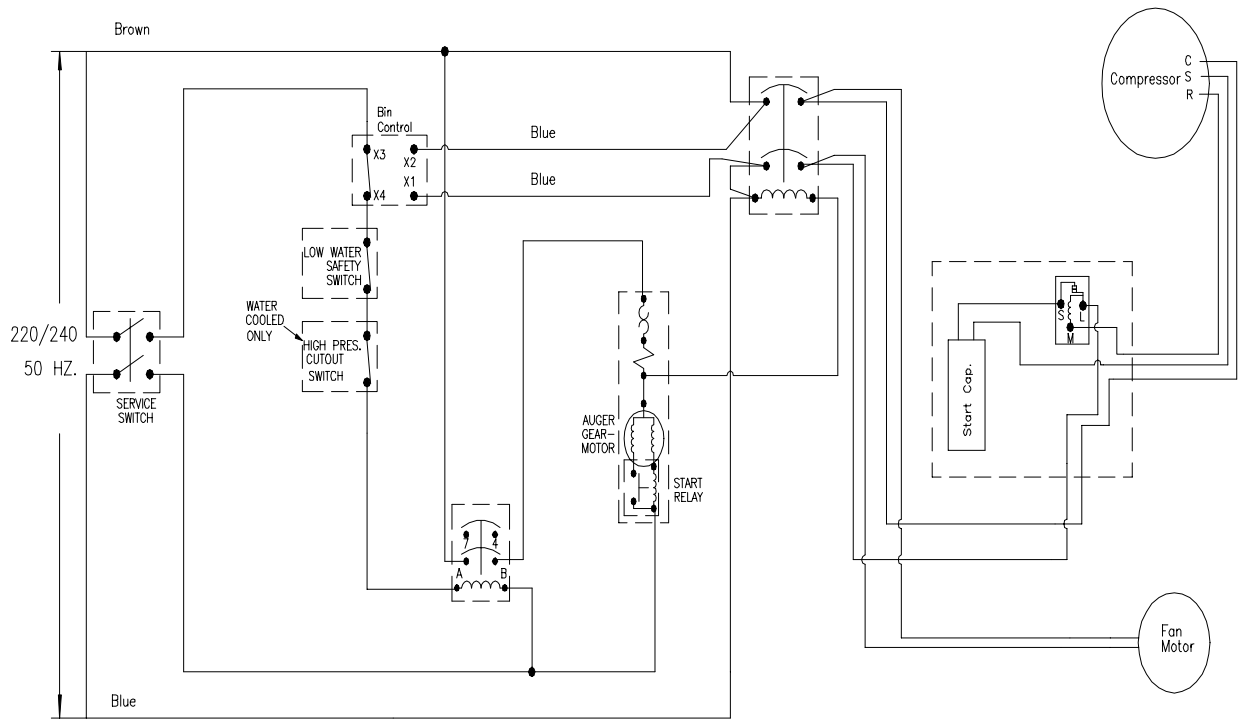 Brown
C
Compressor S
R
Bin
Control
X3
X2
Blue
X1
X4
Blue
LOW WATER
SAFETY
SWITCH
WATER
COOLED
ONLY
220/240
50 HZ.
HIGH PRES.
CUTOUT
SWITCH
SERVICE
SWITCH
S
L
M
Start Cap.
AUGER
GEAR-
MOTOR
START
RELAY
7 4
A B
Fan
Motor
Blue